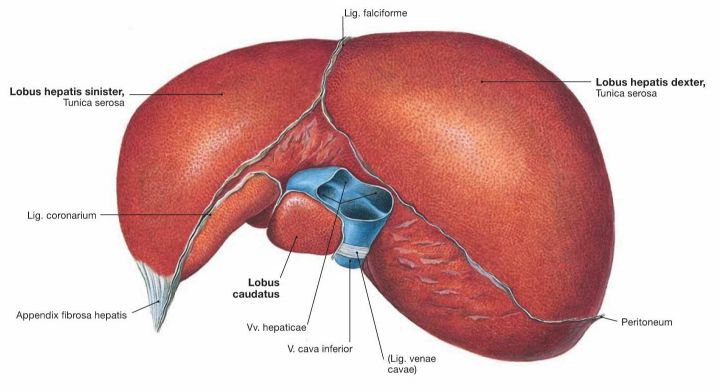 Lig. falciforme
Lobus hepatis sinister,
Tunica serosa
Lobus hepatis dexter,
Tunica serosa
Lig. coronarium
Lobus
caudatus
Appendix fibrosa hepatis
Vv. hepaticae
V. cava inferior
(Lig. venae
cavae)
Peritoneum